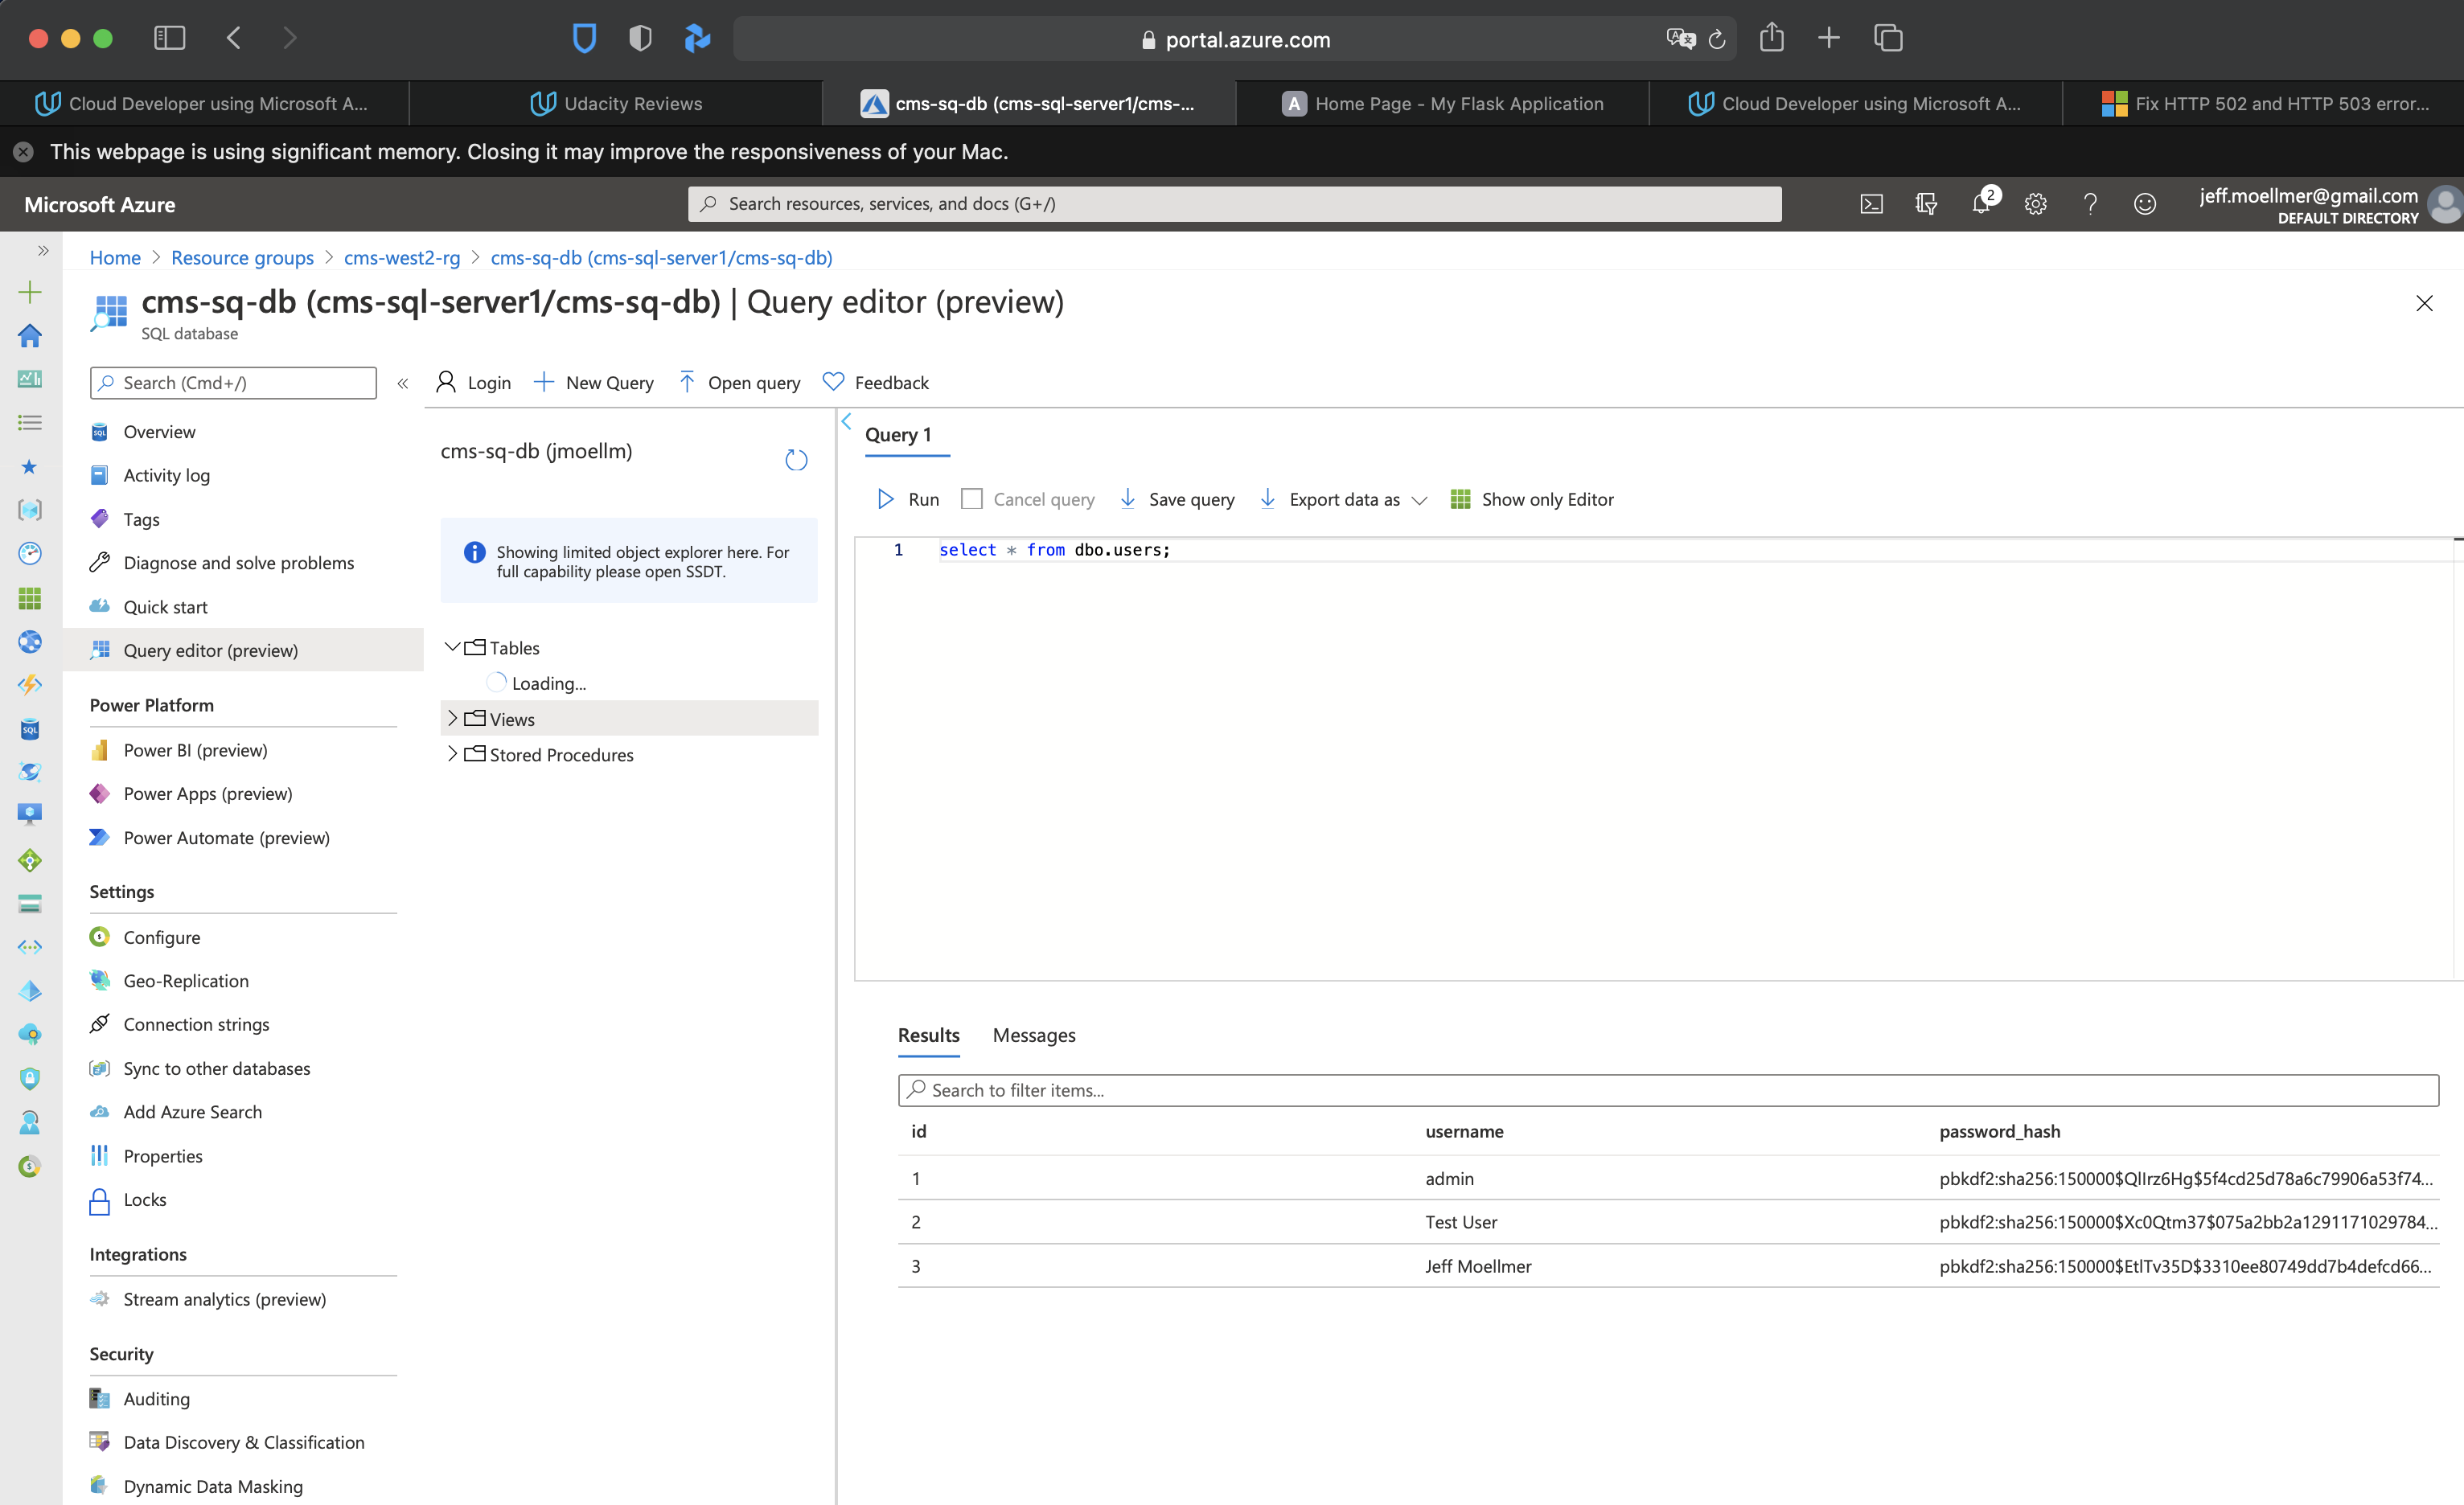 portal.azure.com
Cloud Developer using Microsoft A...
Udacity Reviews
cms-sq-db (cms-sql-server1/cms-...
A Home Page - My Flask Application
Cloud Developer using Microsoft A...
Fix HTTP 502 and HTTP 503 error...
This webpage is using significant memory. Closing it may improve the responsiveness of your Mac.
Microsoft Azure
Search resources, services, and docs (G+/)
2
jeff.moellmer@gmail.com
DEFAULT DIRECTORY
Home > Resource groups > cms-west2-rg > cms-sq-db (cms-sql-server1/cms-sq-db)
cms-sq-db (cms-sql-server1/cms-sq-db) | Query editor (preview)
SQL database
Search (Cmd+/)
Overview
Activity log
Tags
Diagnose and solve problems
Quick start
Query editor (preview)
Power Platform
Power BI (preview)
Power Apps (preview)
Power Automate (preview)
Settings
Configure
Geo-Replication
Connection strings
Sync to other databases
Add Azure Search
Properties
Locks
Integrations
Stream analytics (preview)
Security
Auditing
Data Discovery & Classification
Dynamic Data Masking
Login
New Query
Open query
Feedback
cms-sq-db (jmoellm)
Showing limited object explorer here. For
full capability please open SSDT.
Tables
Loading...
Views
Stored Procedures
Query 1
Run
Cancel query
Save query
Export data as
Show only Editor
1 select * from dbo.users;
Results
Messages
Search to filter items...
id username password_hash
1 admin pbkdf2:sha256:150000$QlIrz6Hg$5f4cd25d78a6c79906a53f74...
2 Test User pbkdf2:sha256:150000$Xc0Qtm37$075a2bb2a1291171029784...
3 Jeff Moellmer pbkdf2:sha256:150000$EtlTv35D$3310ee80749dd7b4defcd66...